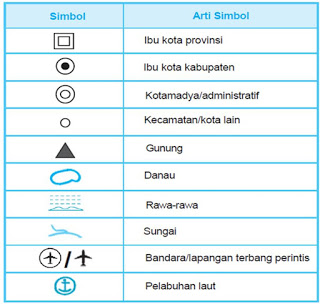 Simbol Arti Simbol
Ibu kota provinsi
Ibu kota kabupaten
Kotamadya/administratif
Kecamatan/kota lain
Gunung
Danau
Rawa-rawa
Sungai
/ Bandara/lapangan terbang perintis
Pelabuhan laut